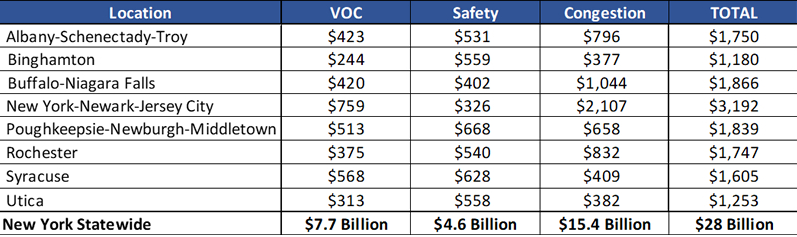 Location VOC Safety Congestion TOTAL
Albany-Schenectady-Troy $423 $531 $796 $1,750
Binghamton $244 $559 $377 $1,180
Buffalo-Niagara Falls $420 $402 $1,044 $1,866
New York-Newark-Jersey City $759 $326 $2,107 $3,192
Poughkeepsie-Newburgh-Middletown $513 $668 $658 $1,839
Rochester $375 $540 $832 $1,747
Syracuse $568 $628 $409 $1,605
Utica $313 $558 $382 $1,253
New York Statewide $7.7 Billion $4.6 Billion $15.4 Billion $28 Billion